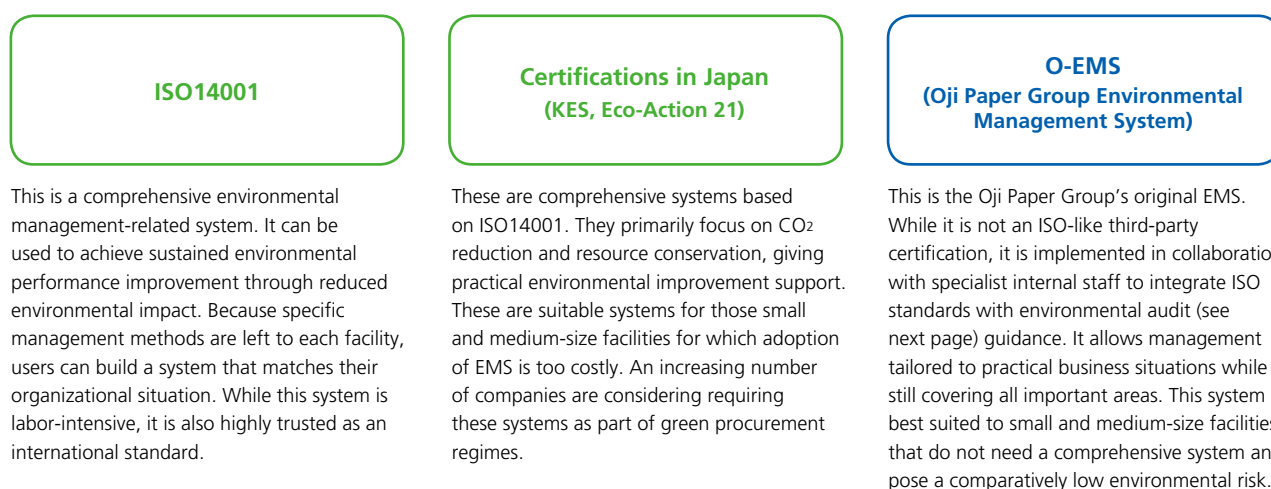 ISO14001
This is a comprehensive environmental
management-related system. It can be
used to achieve sustained environmental
performance improvement through reduced
environmental impact. Because specific
management methods are left to each facility,
users can build a system that matches their
organizational situation. While this system is
labor-intensive, it is also highly trusted as an
international standard.
Certifications in Japan
(KES, Eco-Action 21)
These are comprehensive systems based
on ISO14001. They primarily focus on CO2
reduction and resource conservation, giving
practical environmental improvement support.
These are suitable systems for those small
and medium-size facilities for which adoption
of EMS is too costly. An increasing number
of companies are considering requiring
these systems as part of green procurement
regimes.
O-EMS
(Oji Paper Group Environmental
Management System)
This is the Oji Paper Group's original EMS.
While it is not an ISO-like third-party
certification, it is implemented in collaboratio
with specialist internal staff to integrate ISO
standards with environmental audit (see
next page) guidance. It allows management
tailored to practical business situations while
still covering all important areas. This system
best suited to small and medium-size facilitie
that do not need a comprehensive system an
pose a comparatively low environmental risk.